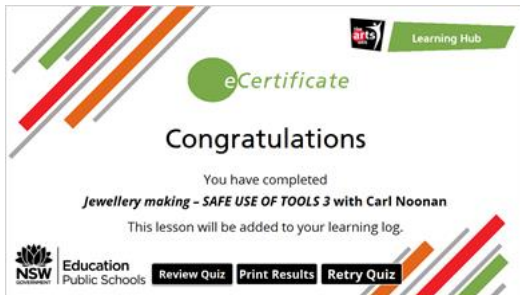 the arts unit
Learning Hub
eCertificate
Congratulations
You have completed
Jewellery making – SAFE USE OF TOOLS 3 with Carl Noonan
This lesson will be added to your learning log.
NSW
GOVERNMENT
Education
Public Schools
Review Quiz
Print Results
Retry Quiz